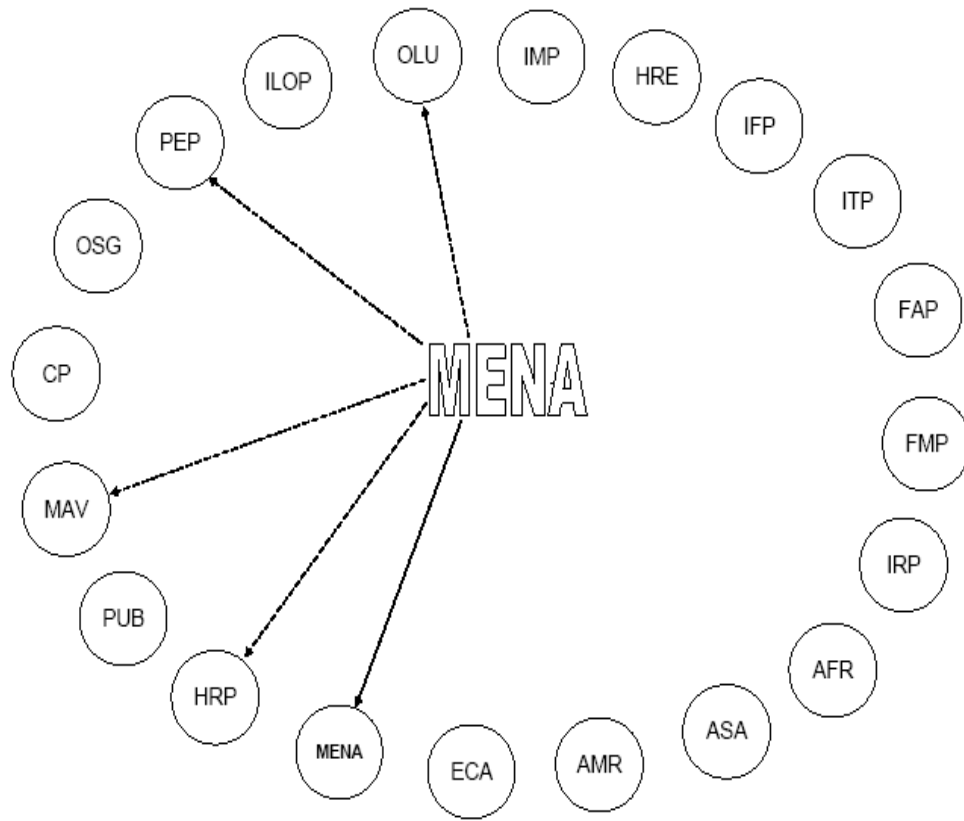 OLU
IMP
ILOP
HRE
IFP
PEP
ITP
OSG
FAP
CP
MENA
FMP
MAV
IRP
PUB
AFR
HRP
ASA
MENA
ECA
AMR